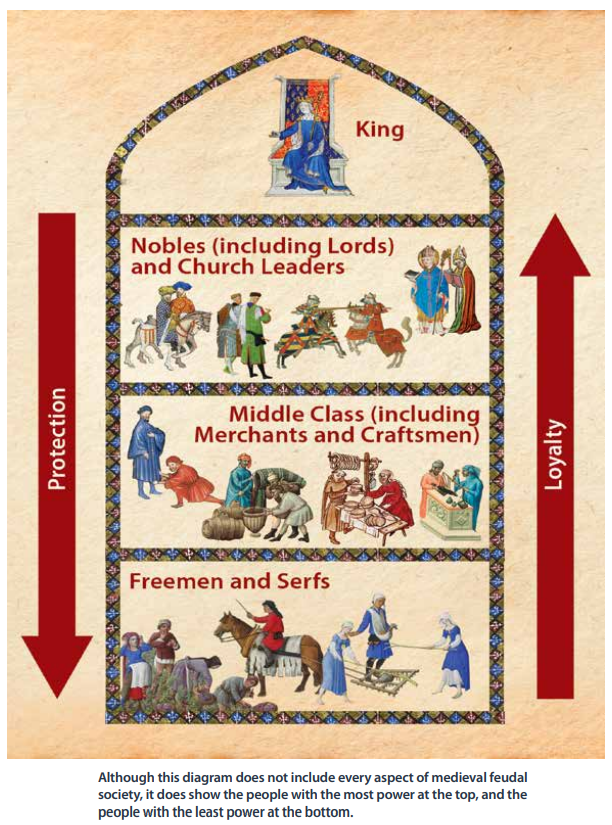 King
Nobles (including Lords)
and Church Leaders
Protection
Middle Class (including
Merchants and Craftsmen)
Loyalty
Freemen and Serfs
Although this diagram does not include every aspect of medieval feudal
society, it does show the people with the most power at the top, and the
people with the least power at the bottom.